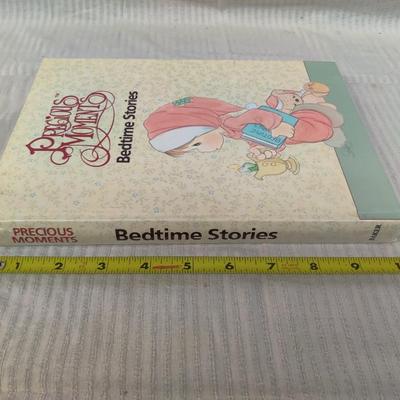 PRECIOUS
MOMENTS
Bedtime Stories
PRECIOUS
MOMENTS
Bedtime Stories
BAKER
1 2 3 4 5 6 7 8 9